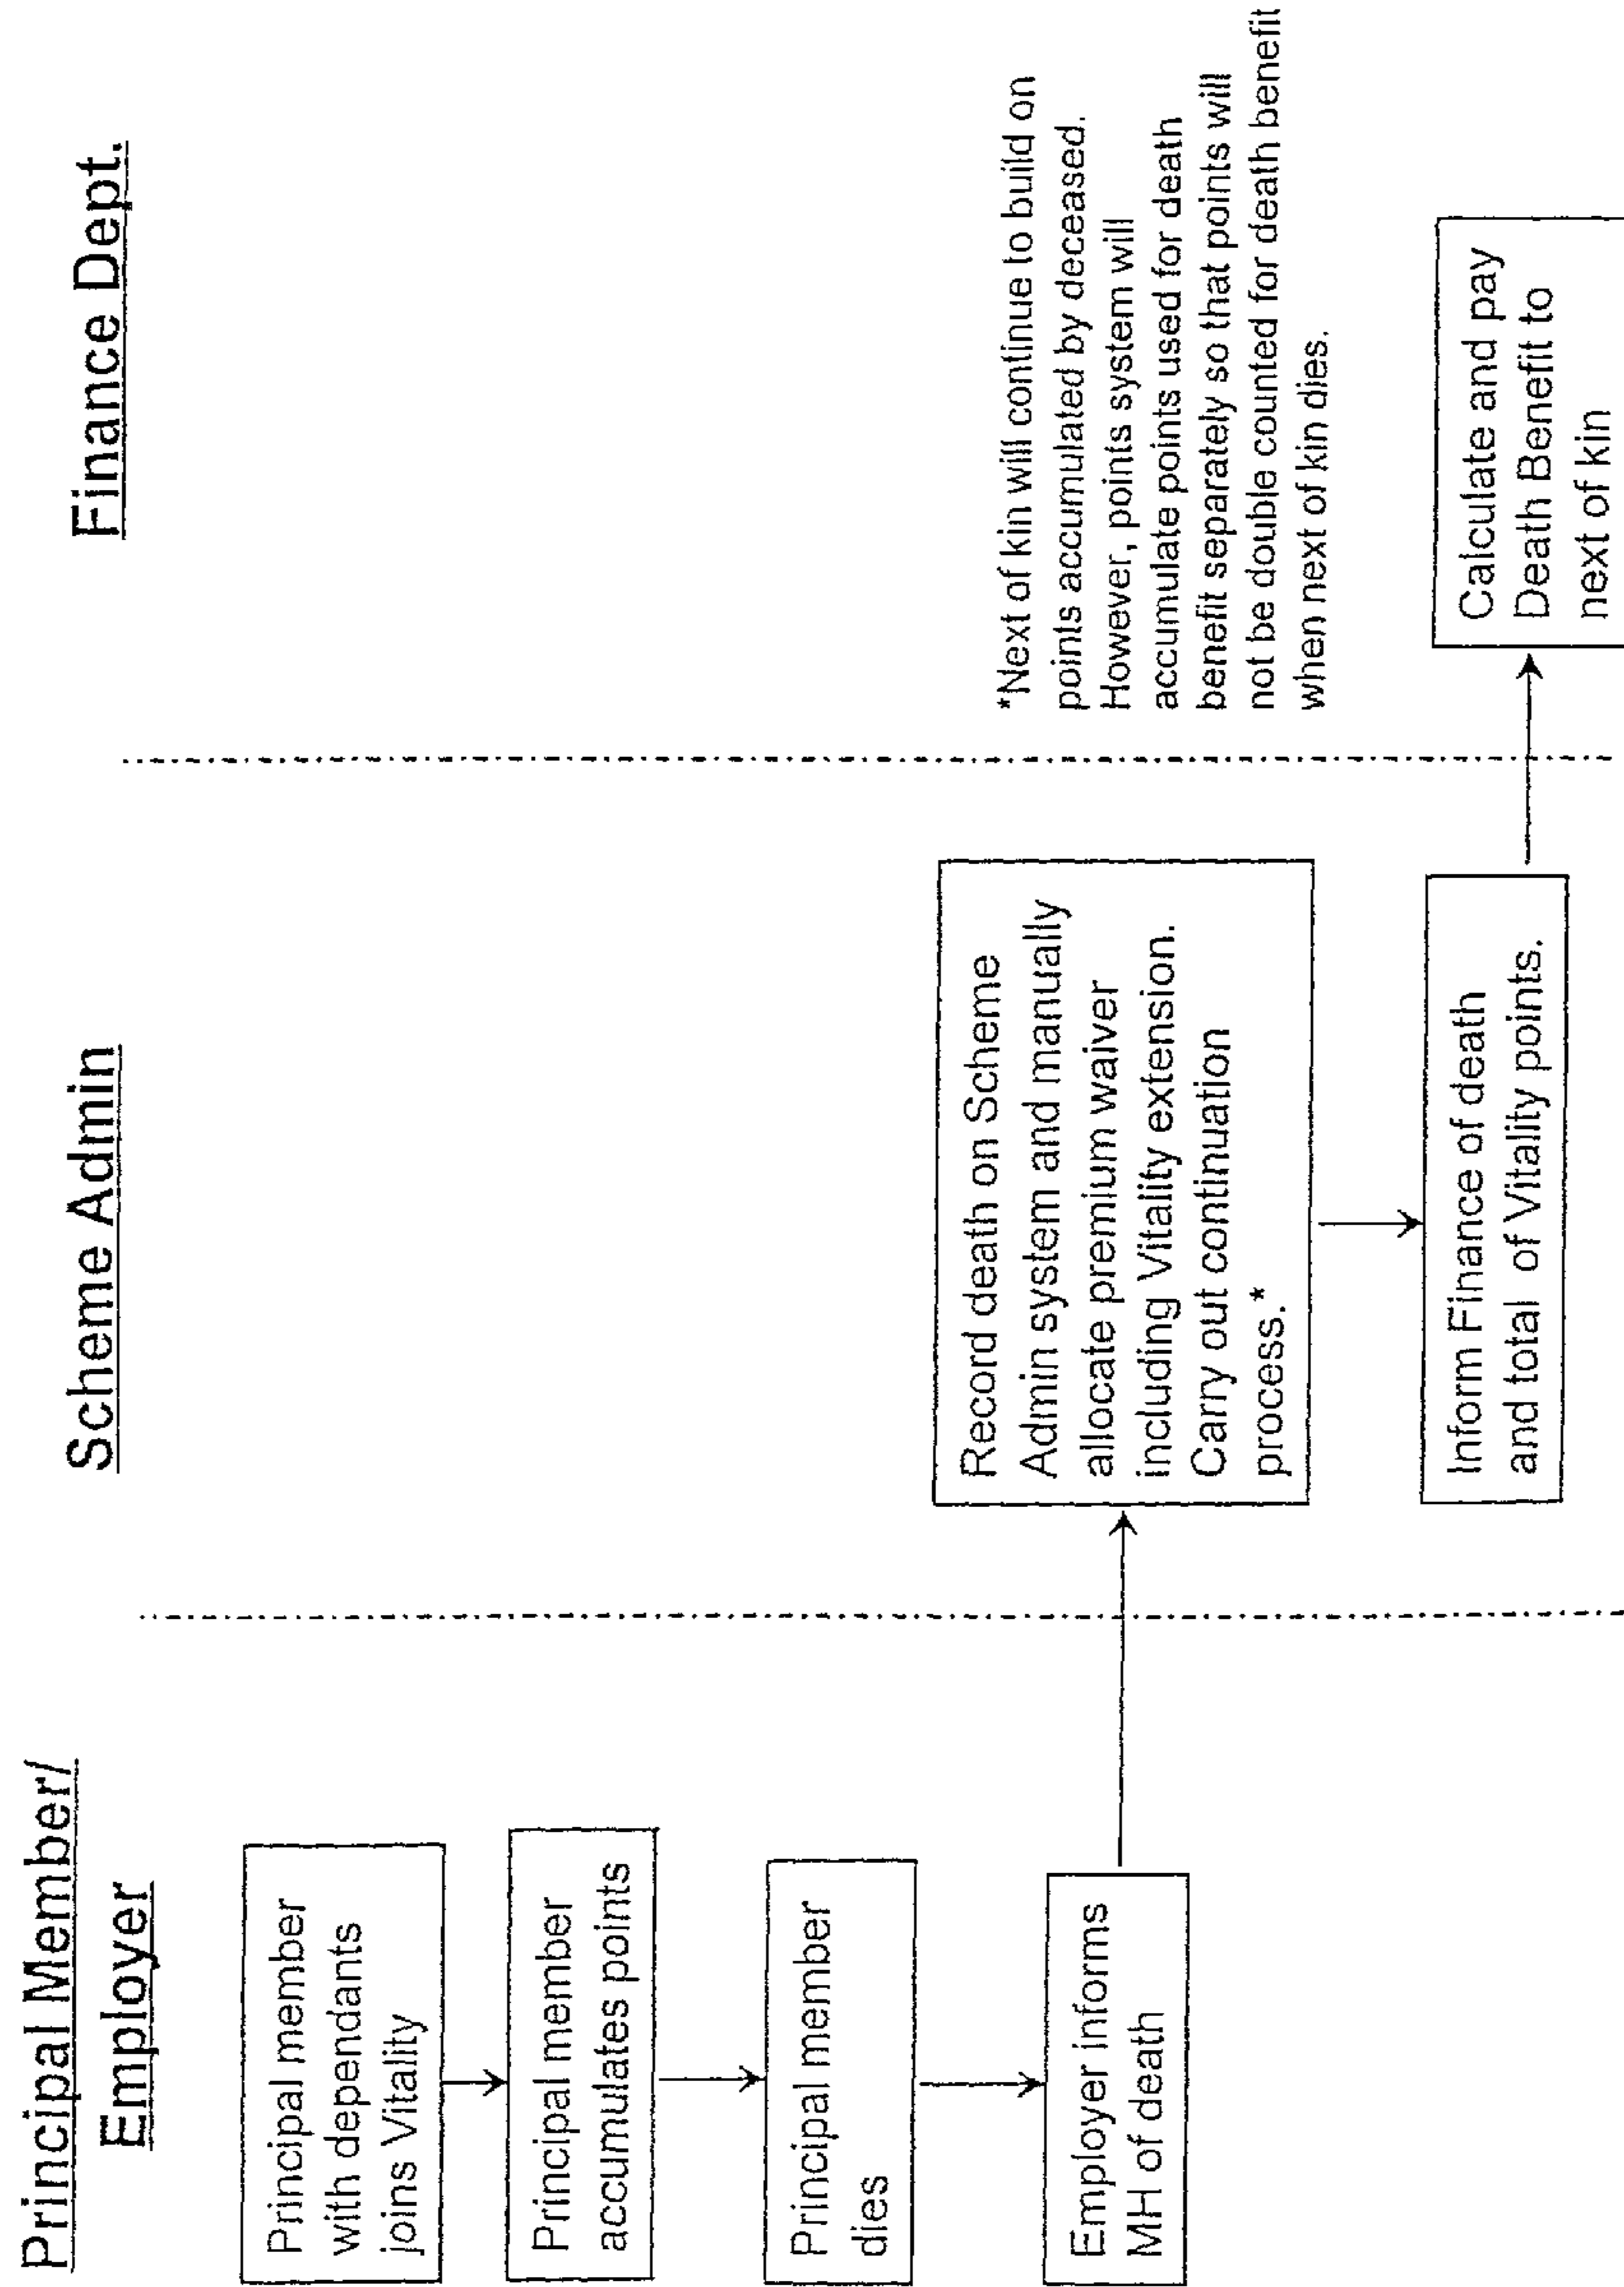 Principal Member/
Employer
Scheme Admin
Finance Dept.
Principal member
with dependants
joins Vitality
Principal member
accumulates points
Principal member
dies
Employer informs
MH of death
Record death on Scheme
Admin system and manually
allocate premium waiver
including Vitality extension.
Carry out continuation
process.*
Inform Finance of death
and total of Vitality points.
*Next of kin will continue to build on
points accumulated by deceased.
However, points system will
accumulate points used for death
benefit separately so that points will
not be double counted for death benefit
when next of kin dies.
Calculate and pay
Death Benefit to
next of kin